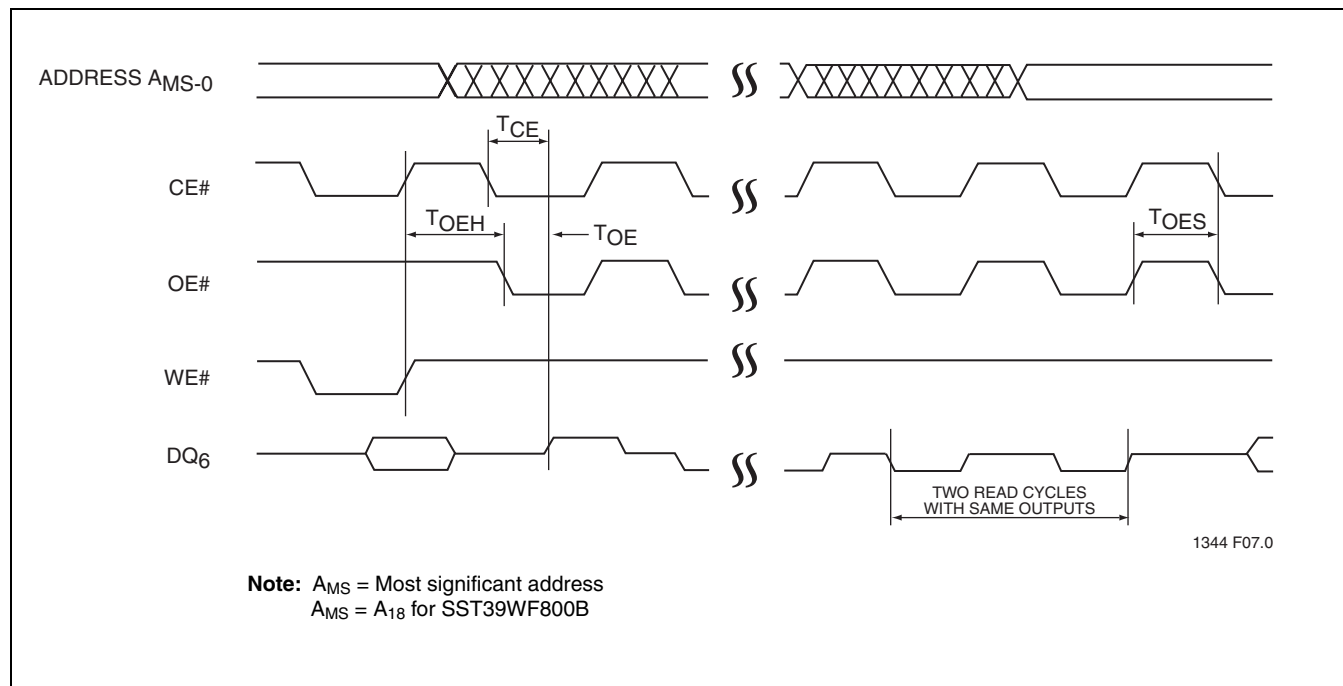 ADDRESS AMS-0
TCE
CE#
TOEH
TOE
TOES
OE#
WE#
DQ6
TWO READ CYCLES
WITH SAME OUTPUTS
1344 F07.0
Note: AMS = Most significant address
AMS = A18 for SST39WF800B